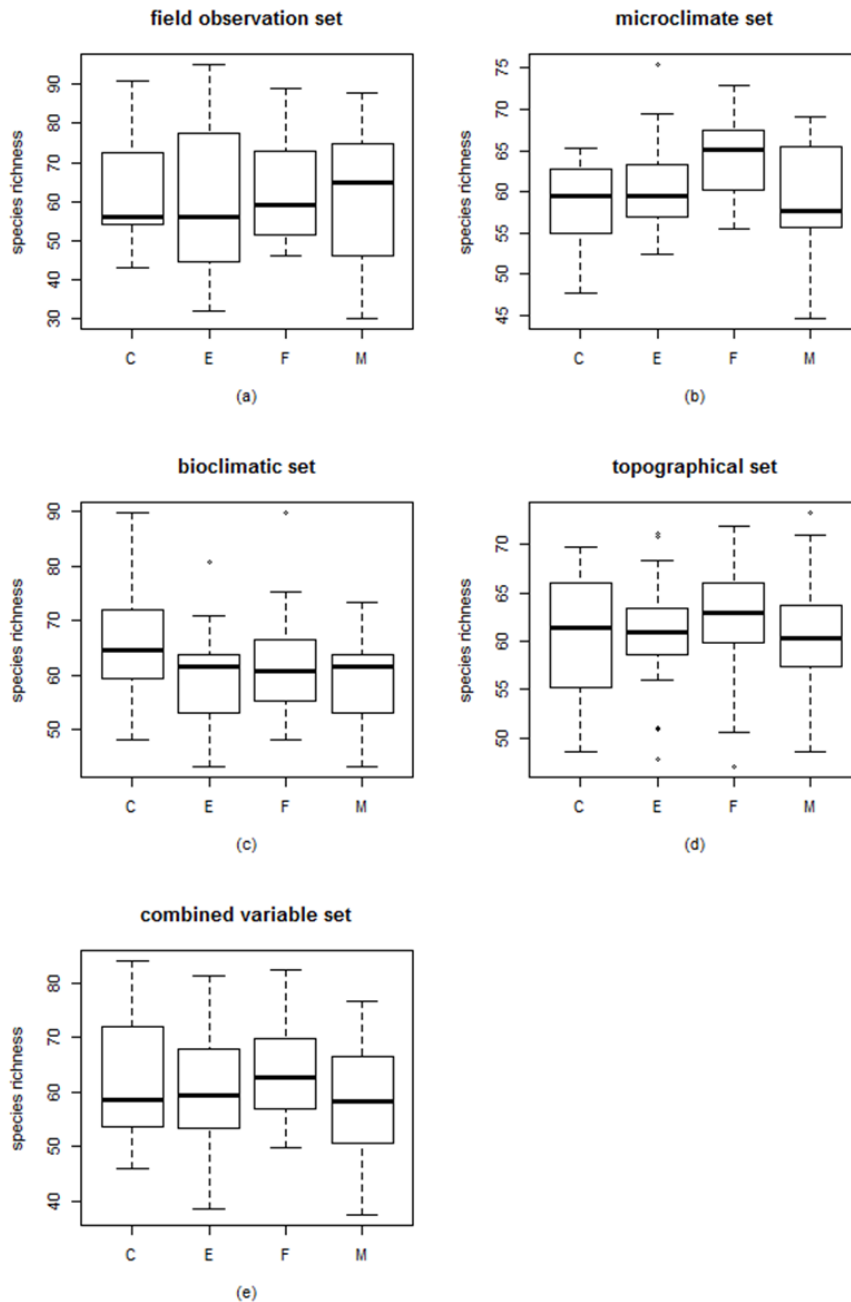 field observation set
species richness
90
80
70
60
50
40
30
C E F M
(a)
microclimate set
species richness
75
70
65
60
55
50
45
C E F M
(b)
bioclimatic set
species richness
90
80
70
60
50
C E F M
(c)
topographical set
species richness
70
65
60
55
50
C E F M
(d)
combined variable set
species richness
80
70
60
50
40
C E F M
(e)